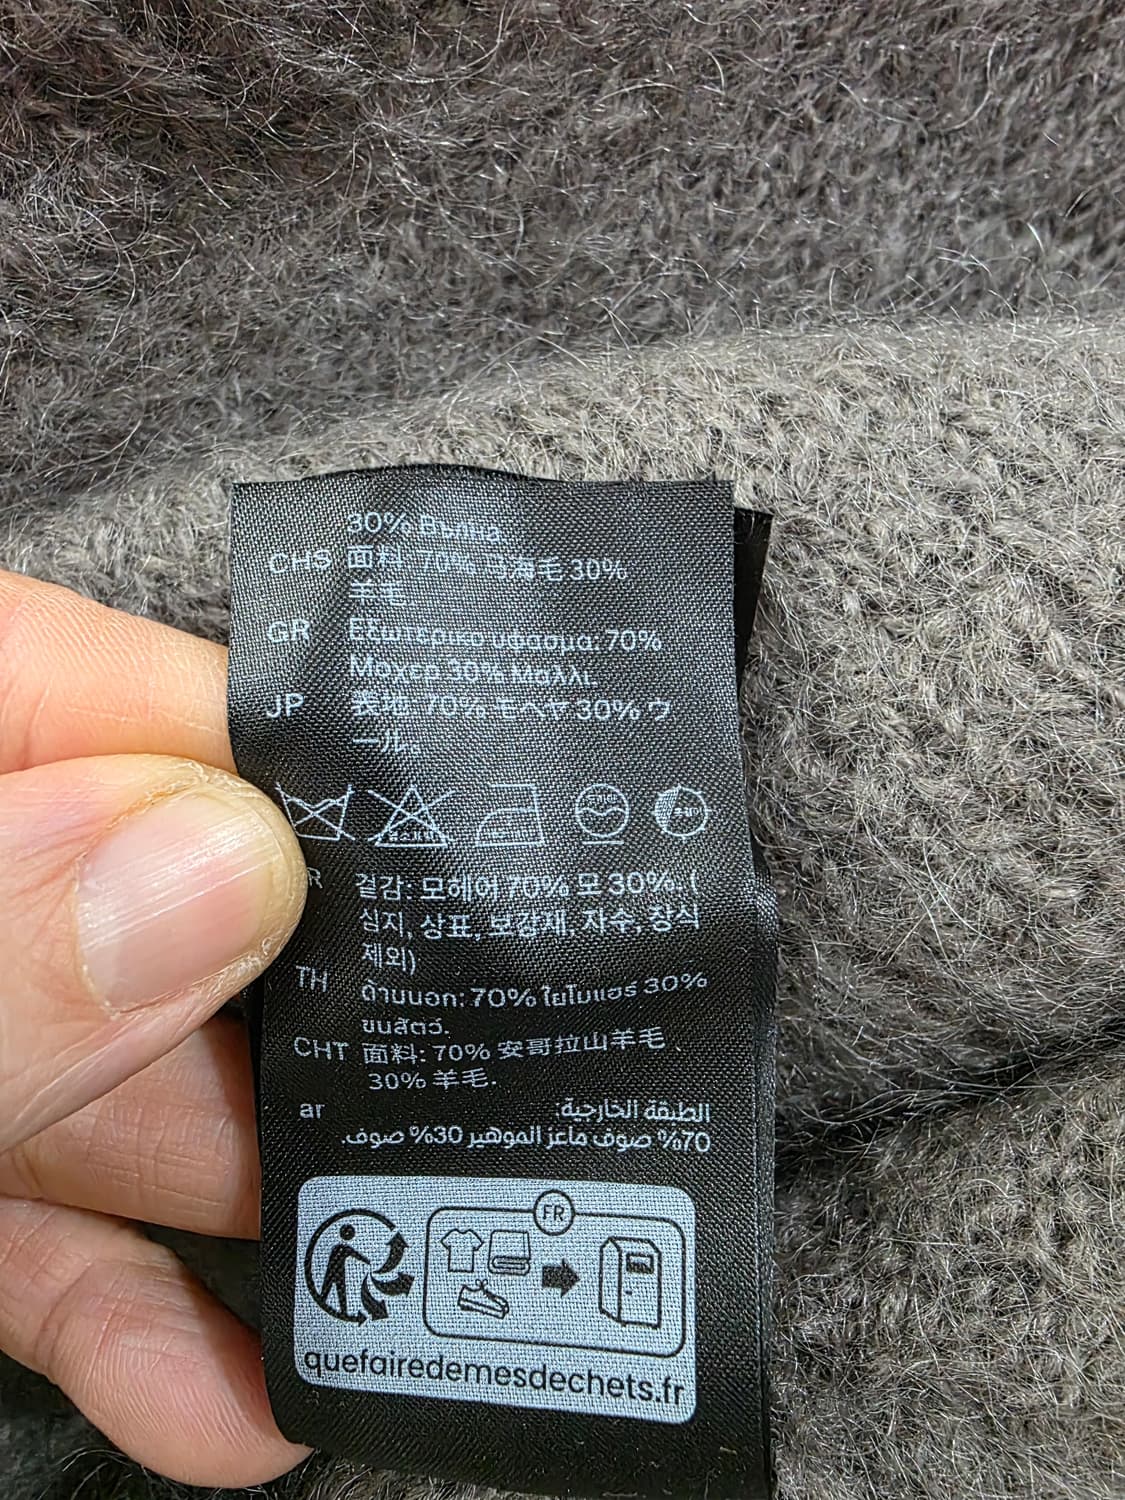 30% Вълна.
CHS 面料: 70% 马海毛 30%
羊毛.
GR Εξωτερικο υφασμα: 70%
Μοχερ 30% Μαλλι
JP 表地: 70% モヘヤ 30% ウ
ール.
R 겉감: 모헤어 70% 모 30%. (
심지, 상표, 보강재, 자수, 장식
제외)
TH ด้านนอก: 70% ใยโมแฮร์ 30%
ขนสัตว์.
CHT 面料: 70% 安哥拉山羊毛
30% 羊毛.
ar الطبقة الخارجية:
70% صوف ماعز الموهير 30% صوف.
FR
quefairedemesdechets.fr